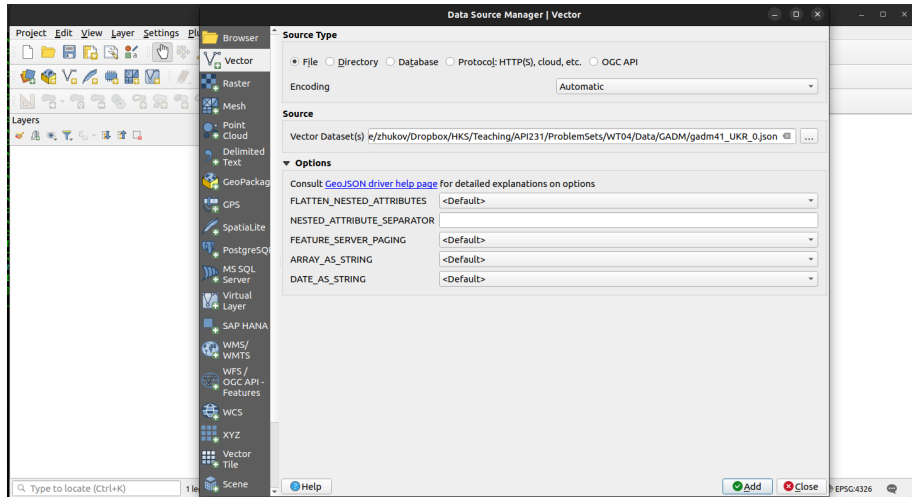 Data Source Manager | Vector
Project Edit View Layer Settings
Layers
Type to locate (Ctrl+K)
EPSG:4326
Browser
Vector
Raster
Mesh
Point
Cloud
Delimited
Text
GeoPackag
GPS
SpatiaLite
PostgreSQ
MS SQL
Server
Virtual
Layer
SAP HANA
WMS/
WMTS
WFS /
OGC API -
Features
WCS
XYZ
Vector
Tile
Scene
Source Type
File Directory Database Protocol: HTTP(S), cloud, etc. OGC API
Encoding Automatic
Source
Vector Dataset(s) e/zhukov/Dropbox/HKS/Teaching/API231/ProblemSets/WT04/Data/GADM/gadm41_UKR_0.json ...
Options
Consult GeoJSON driver help page for detailed explanations on options
FLATTEN_NESTED_ATTRIBUTES <Default>
NESTED_ATTRIBUTE_SEPARATOR
FEATURE_SERVER_PAGING <Default>
ARRAY_AS_STRING <Default>
DATE_AS_STRING <Default>
Help Add Close